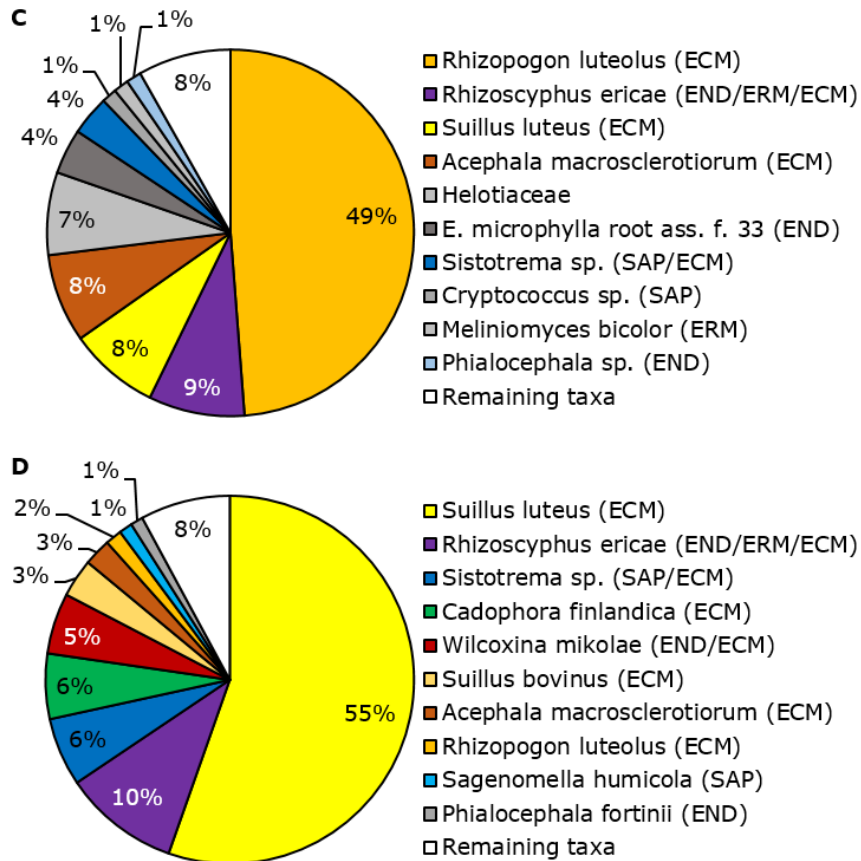 C
1%
1%
1%
4%
4%
7%
8%
8%
9%
49%
8%
Rhizopogon luteolus (ECM)
Rhizoscyphus ericae (END/ERM/ECM)
Suillus luteus (ECM)
Acephala macrosclerotiorum (ECM)
Helotiaceae
E. microphylla root ass. f. 33 (END)
Sistotrema sp. (SAP/ECM)
Cryptococcus sp. (SAP)
Meliniomyces bicolor (ERM)
Phialocephala sp. (END)
Remaining taxa
D
1%
1%
2%
3%
3%
5%
6%
6%
10%
55%
8%
Suillus luteus (ECM)
Rhizoscyphus ericae (END/ERM/ECM)
Sistotrema sp. (SAP/ECM)
Cadophora finlandica (ECM)
Wilcoxina mikolae (END/ECM)
Suillus bovinus (ECM)
Acephala macrosclerotiorum (ECM)
Rhizopogon luteolus (ECM)
Sagenomella humicola (SAP)
Phialocephala fortinii (END)
Remaining taxa